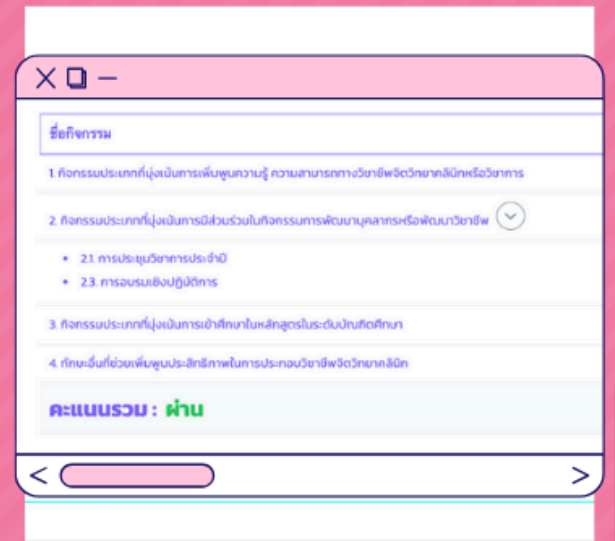 ชื่อกิจกรรม
1. กิจกรรมประเภทที่มุ่งเน้นการเพิ่มพูนความรู้ ความสามารถทางวิชาชีพจิตวิทยาคลินิกหรือวิชาการ
2. กิจกรรมประเภทที่มุ่งเน้นการมีส่วนร่วมในกิจกรรมการพัฒนาบุคลากรหรือพัฒนาวิชาชีพ
• 2.1. การประชุมวิชาการประจำปี
• 2.3. การอบรมเชิงปฏิบัติการ
3. กิจกรรมประเภทที่มุ่งเน้นการเข้าศึกษาในหลักสูตรในระดับบัณฑิตศึกษา
4. ทักษะอื่นที่ช่วยเพิ่มพูนประสิทธิภาพในการประกอบวิชาชีพจิตวิทยาคลินิก
คะแนนรวม : ผ่าน